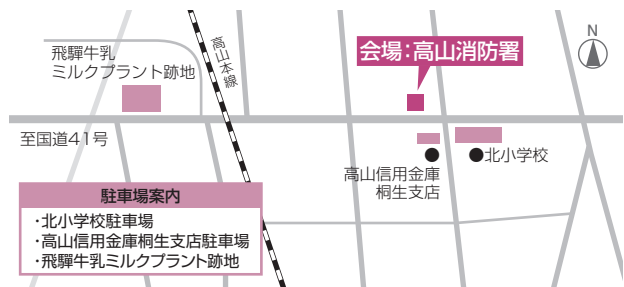 飛騨牛乳
ミルクプラント跡地
高山本線
会場:高山消防署
N
至国道41号
高山信用金庫
桐生支店
●北小学校
駐車場案内
・北小学校駐車場
・高山信用金庫桐生支店駐車場
・飛騨牛乳ミルクプラント跡地